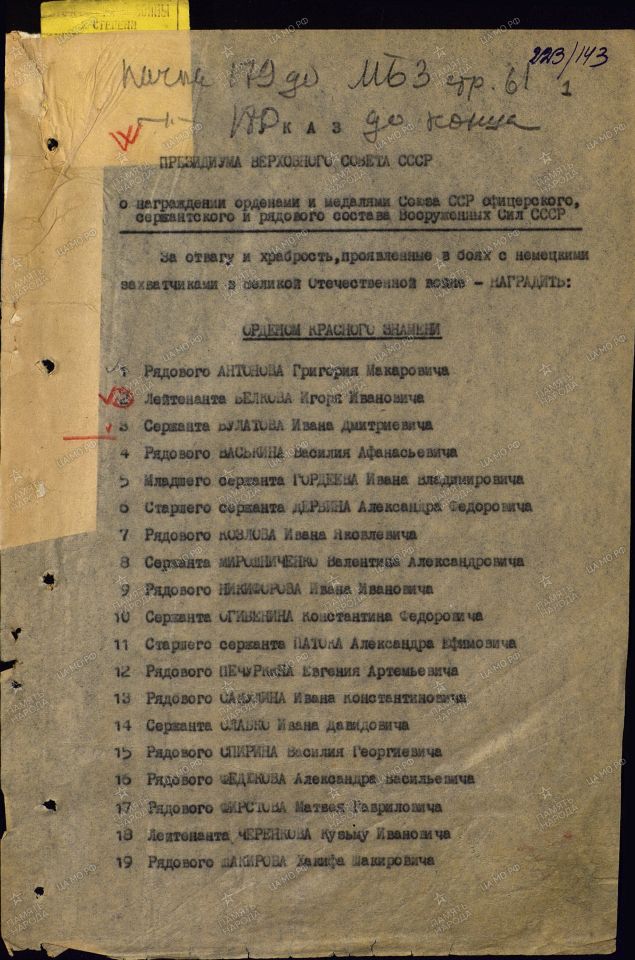 СТЕПЕНИ
223/143
179 до МБЗ стр. 61 1
УКАЗ до конца
ПРЕЗИДИУМА ВЕРХОВНОГО СОВЕТА СССР
о награждении орденами и медалями Союза ССР офицерского,
сержантского и рядового состава Вооруженных Сил СССР
За отвагу и храбрость, проявленные в боях с немецкими
захватчиками в Великой Отечественной войне - НАГРАДИТЬ:
ОРДЕНОМ КРАСНОГО ЗНАМЕНИ
1 Рядового АНТОНОВА Григория Макаровича
2 Лейтенанта БЕЛКОВА Игоря Ивановича
3 Сержанта БУЛАТОВА Ивана Дмитриевича
4 Рядового ВАСЬКИНА Василия Афанасьевича
5 Младшего сержанта ГОРДЕЕВА Ивана Владимировича
6 Старшего сержанта ДЕРБИНА Александра Федоровича
7 Рядового КОЗЛОВА Ивана Яковлевича
8 Сержанта МИРОШНИЧЕНКО Валентина Александровича
9 Рядового НИКИФОРОВА Ивана Ивановича
10 Сержанта ОГИВЕНИНА Константина Федоровича
11 Старшего сержанта ПАТОКА Александра Ефимовича
12 Рядового ПЕЧУРКИНА Евгения Артемьевича
13 Рядового САКУЛИНА Ивана Константиновича
14 Сержанта СЛАВКО Ивана Давидовича
15 Рядового СПИРИНА Василия Георгиевича
16 Рядового ФЕДЮКОВА Александра Васильевича
17 Рядового ФИРСТОВА Матвея Гавриловича
18 Лейтенанта ЧЕРЕНКОВА Кузьму Ивановича
19 Рядового ШАКИРОВА Ханифа Шакировича